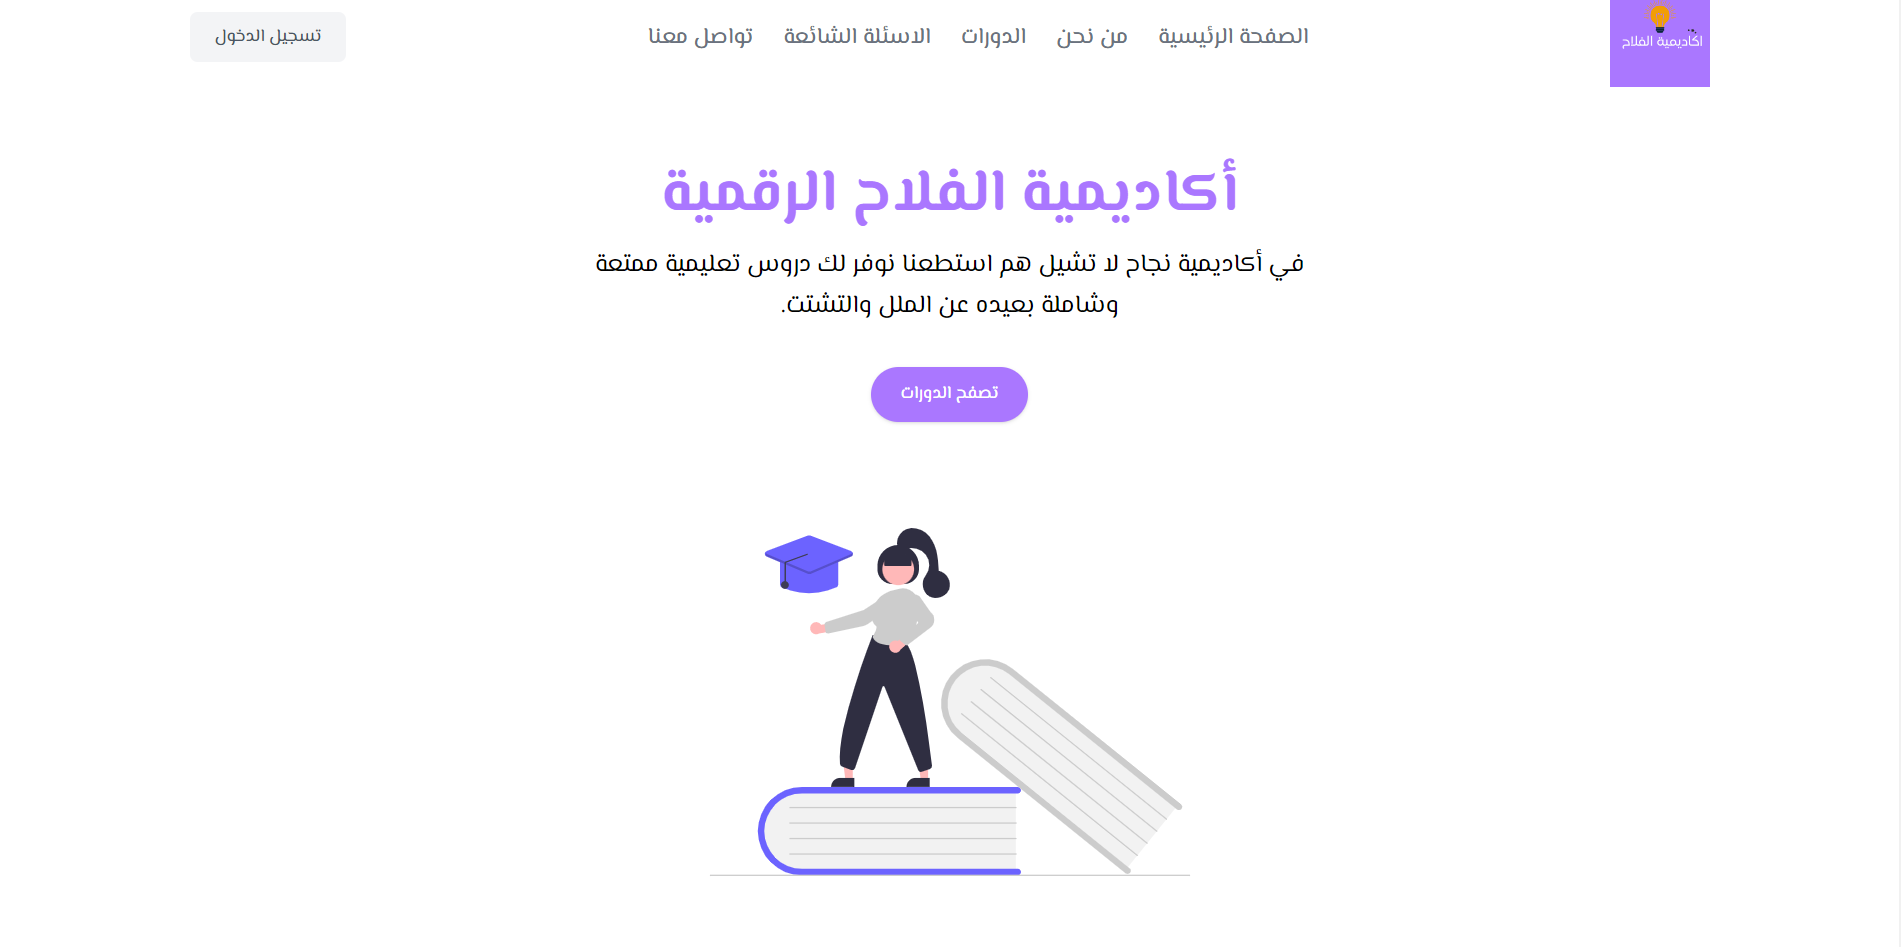 اكاديمية الفلاح
الصفحة الرئيسية
من نحن
الدورات
الاسئلة الشائعة
تواصل معنا
تسجيل الدخول
أكاديمية الفلاح الرقمية
في أكاديمية نجاح لا تشيل هم استطعنا نوفر لك دروس تعليمية ممتعة
وشاملة بعيده عن الملل والتشتت.
تصفح الدورات